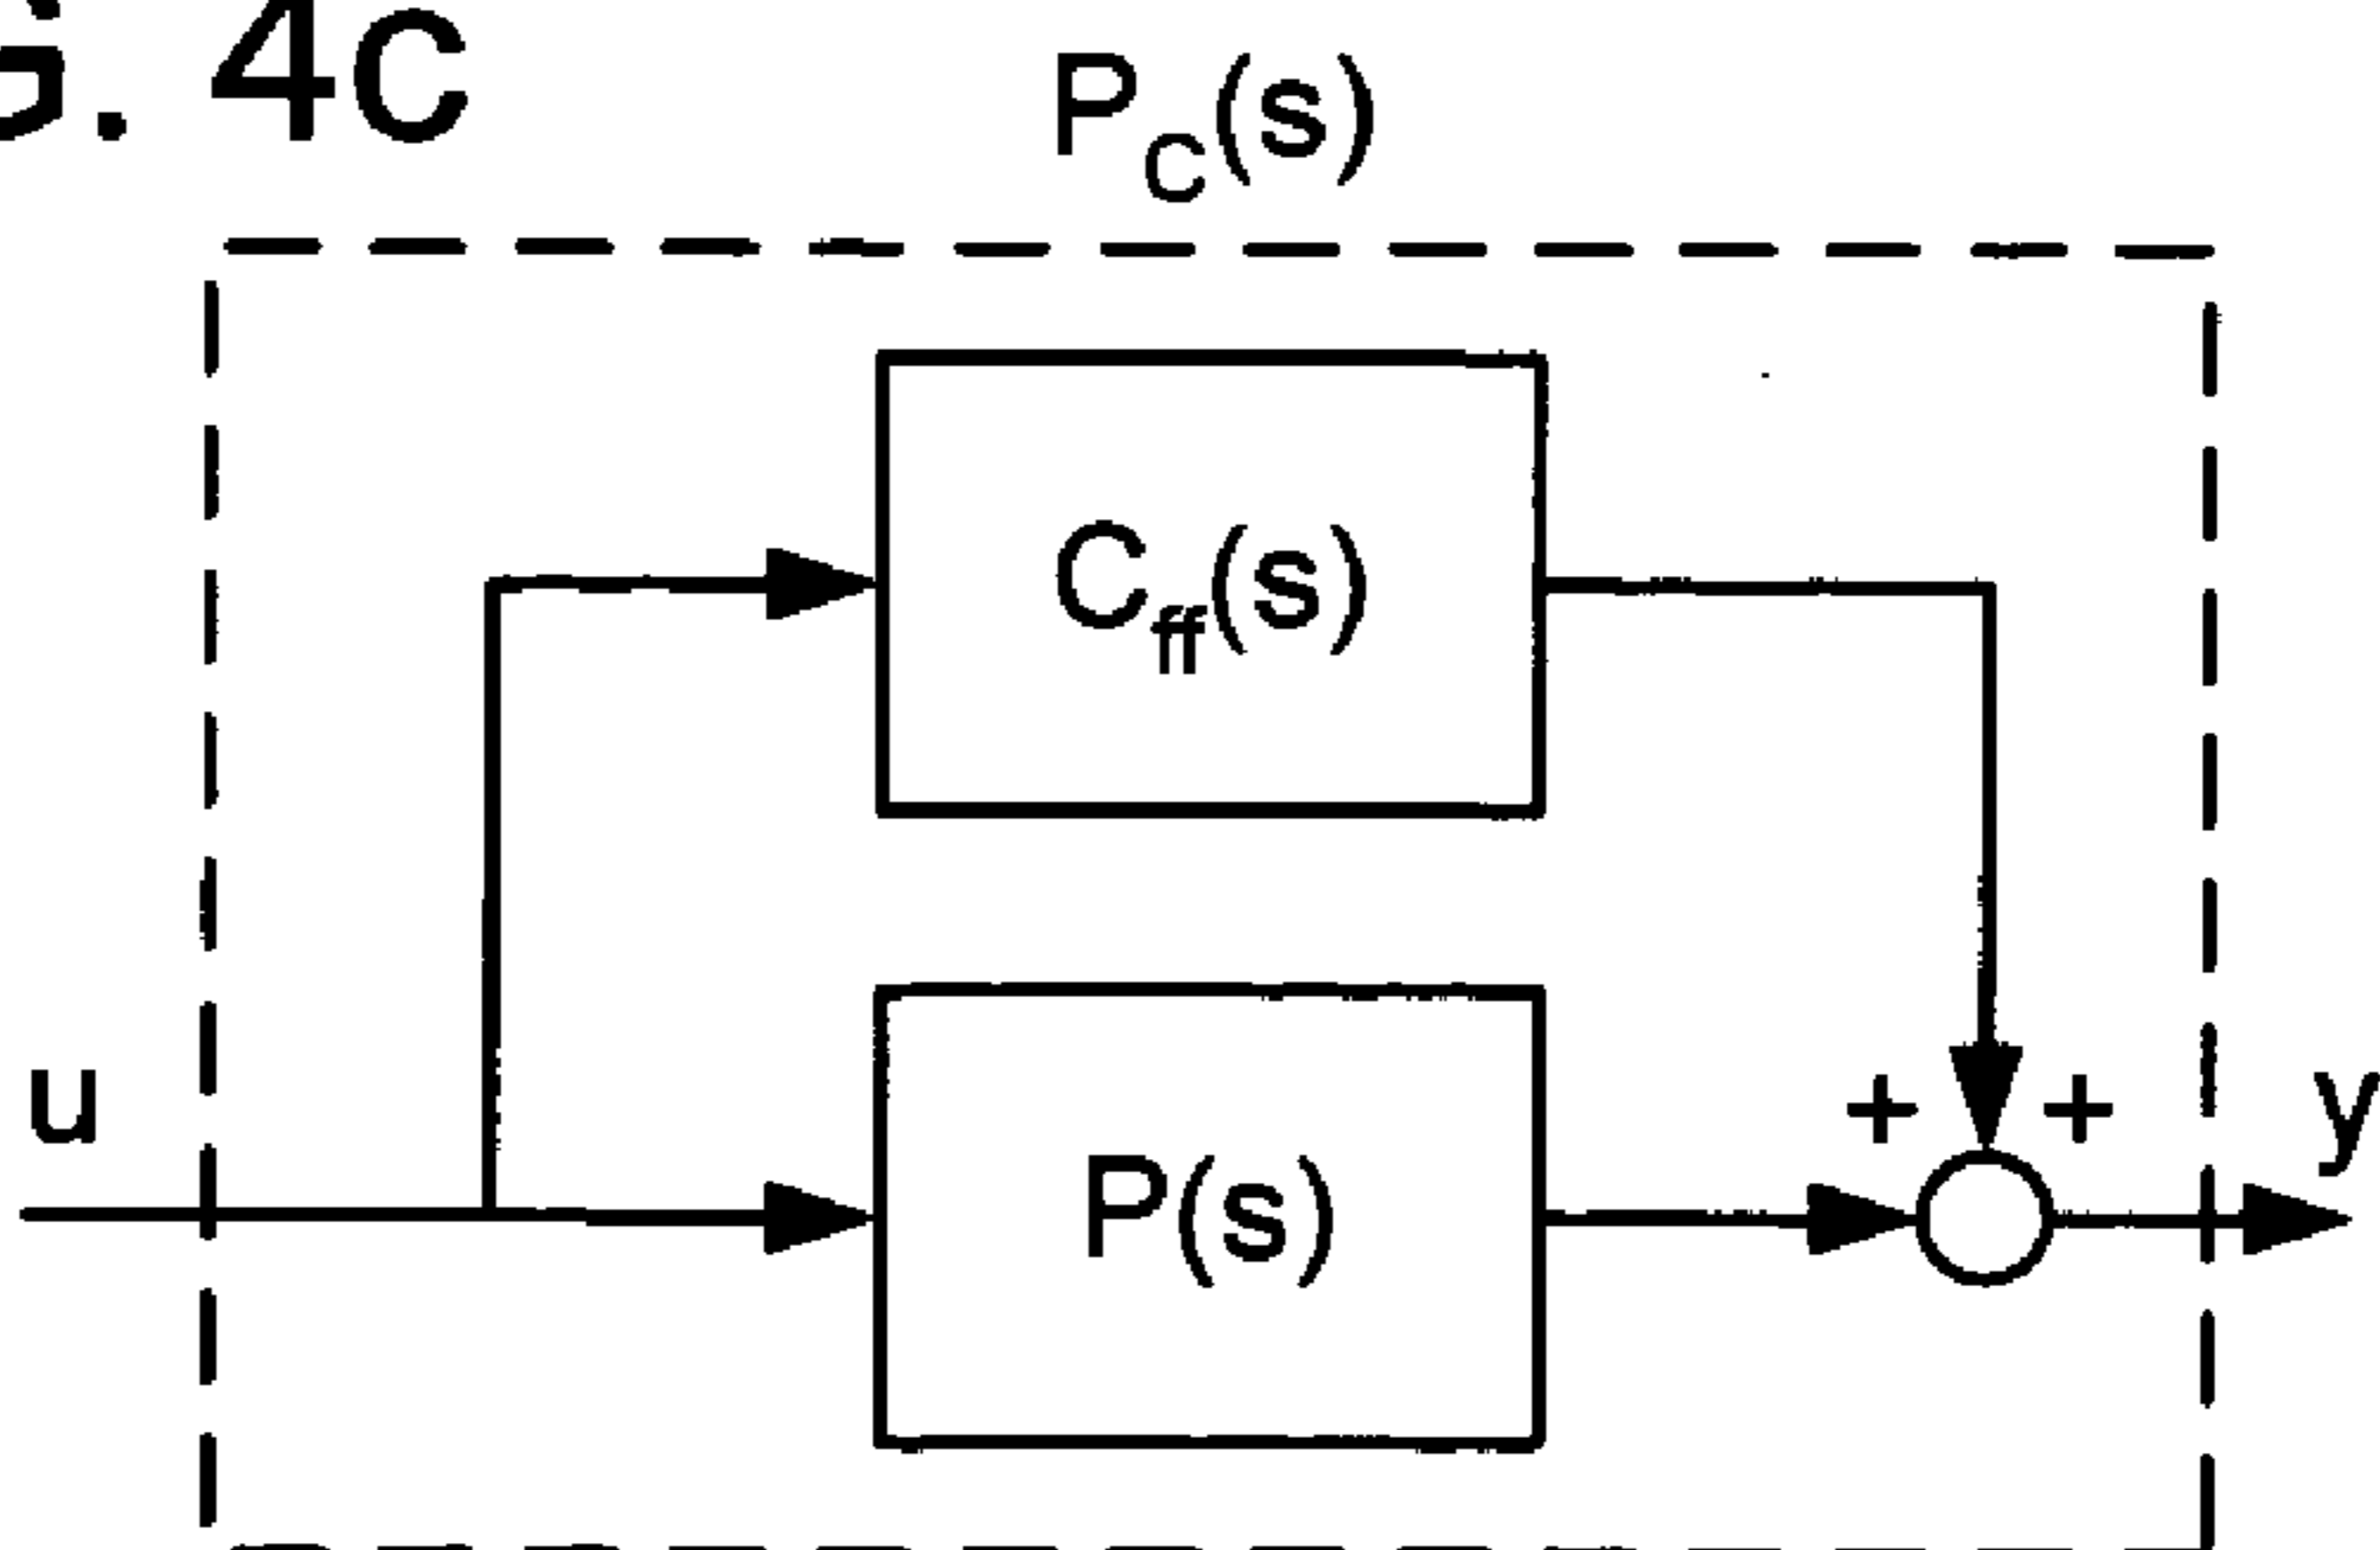 G. 4c
P_C(s)
C_ff(s)
u
+ +
y
P(s)